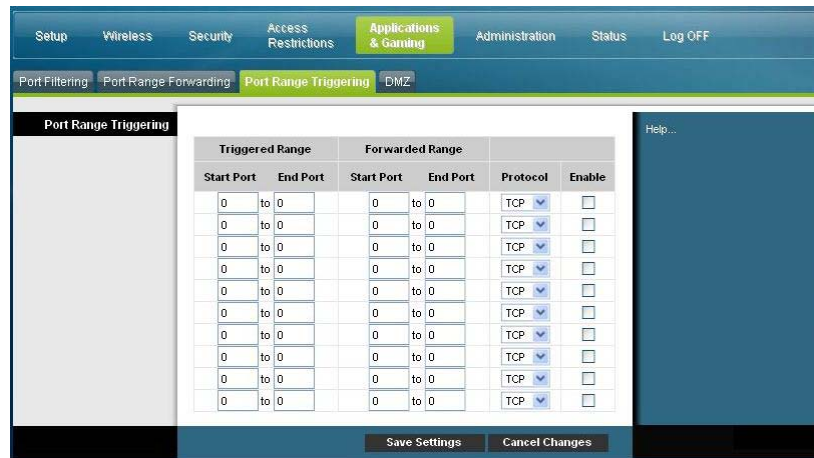 Setup Wireless Security Access Restrictions Applications & Gaming Administration Status Log OFF
Port Filtering Port Range Forwarding Port Range Triggering DMZ
Port Range Triggering
Help...
Triggered Range Forwarded Range
Start Port End Port Start Port End Port Protocol Enable
0 to 0 0 to 0 TCP
0 to 0 0 to 0 TCP
0 to 0 0 to 0 TCP
0 to 0 0 to 0 TCP
0 to 0 0 to 0 TCP
0 to 0 0 to 0 TCP
0 to 0 0 to 0 TCP
0 to 0 0 to 0 TCP
0 to 0 0 to 0 TCP
0 to 0 0 to 0 TCP
Save Settings Cancel Changes